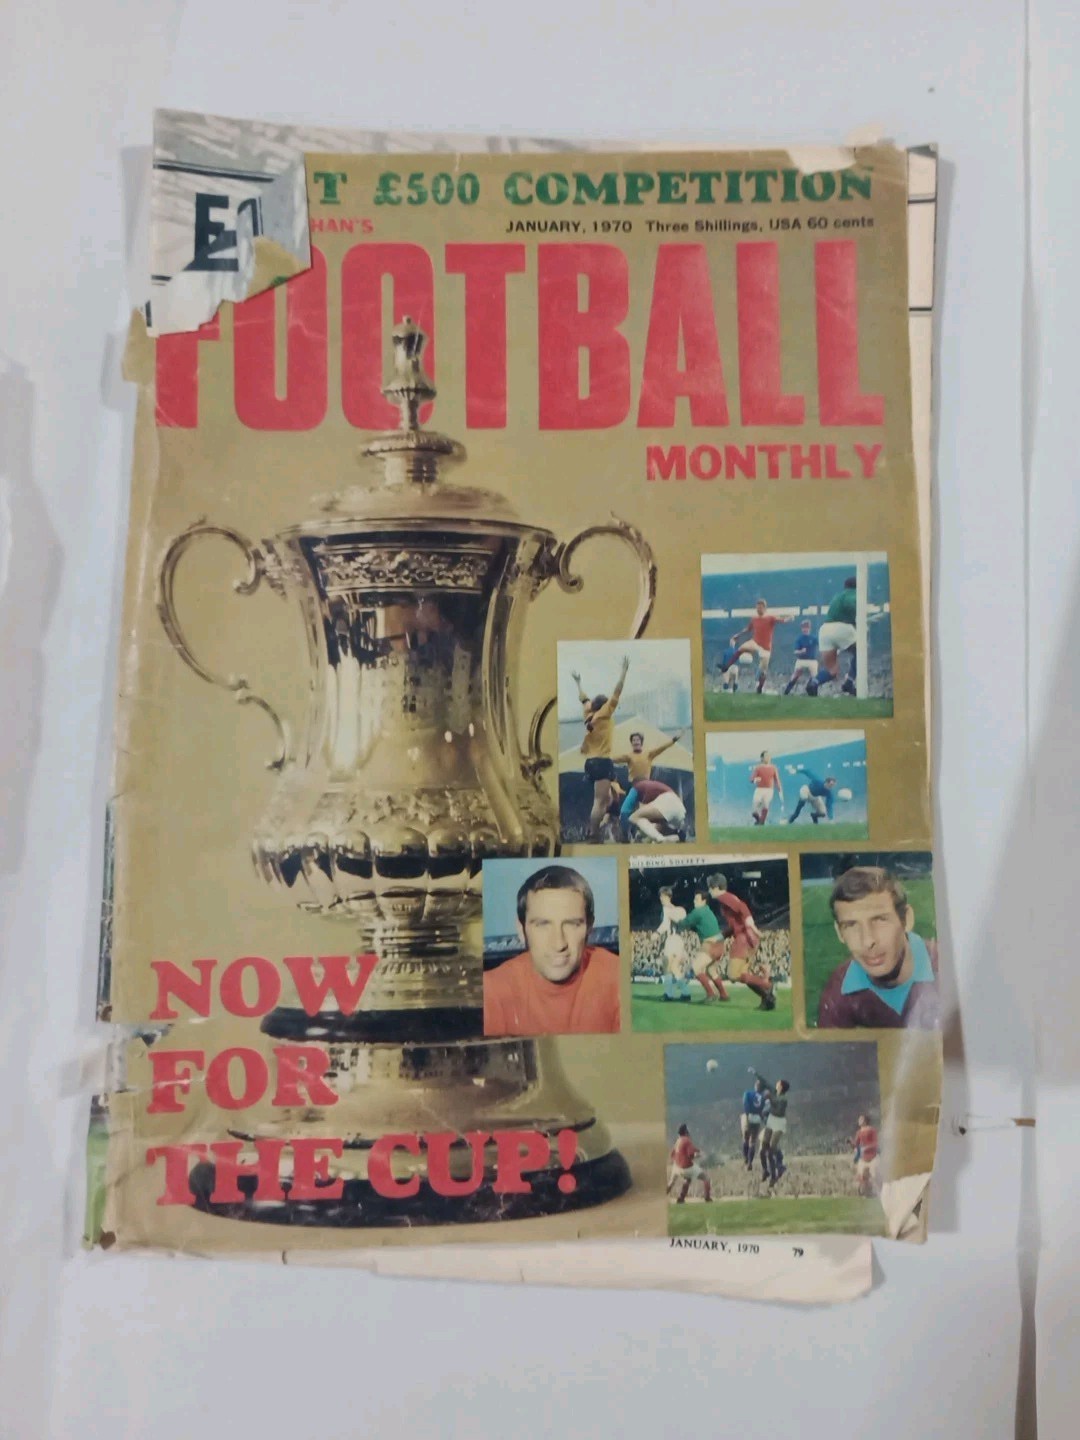 T £500 COMPETITION
HAN'S JANUARY, 1970 Three Shillings, USA 60 cents
FOOTBALL
MONTHLY
NOW
FOR
THE CUP!
JANUARY, 1970 79